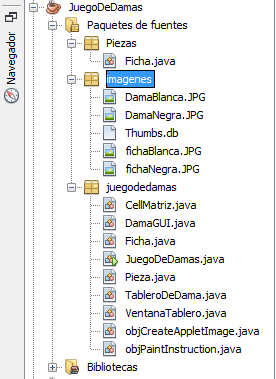 JuegoDeDamas
Paquetes de fuentes
Piezas
Ficha.java
imagenes
DamaBlanca.JPG
DamaNegra.JPG
Thumbs.db
fichaBlanca.JPG
fichaNegra.JPG
juegodedamas
CellMatriz.java
DamaGUI.java
Ficha.java
JuegoDeDamas.java
Pieza.java
TableroDeDama.java
VentanaTablero.java
objCreateAppletImage.java
objPaintInstruction.java
Bibliotecas
Navegador